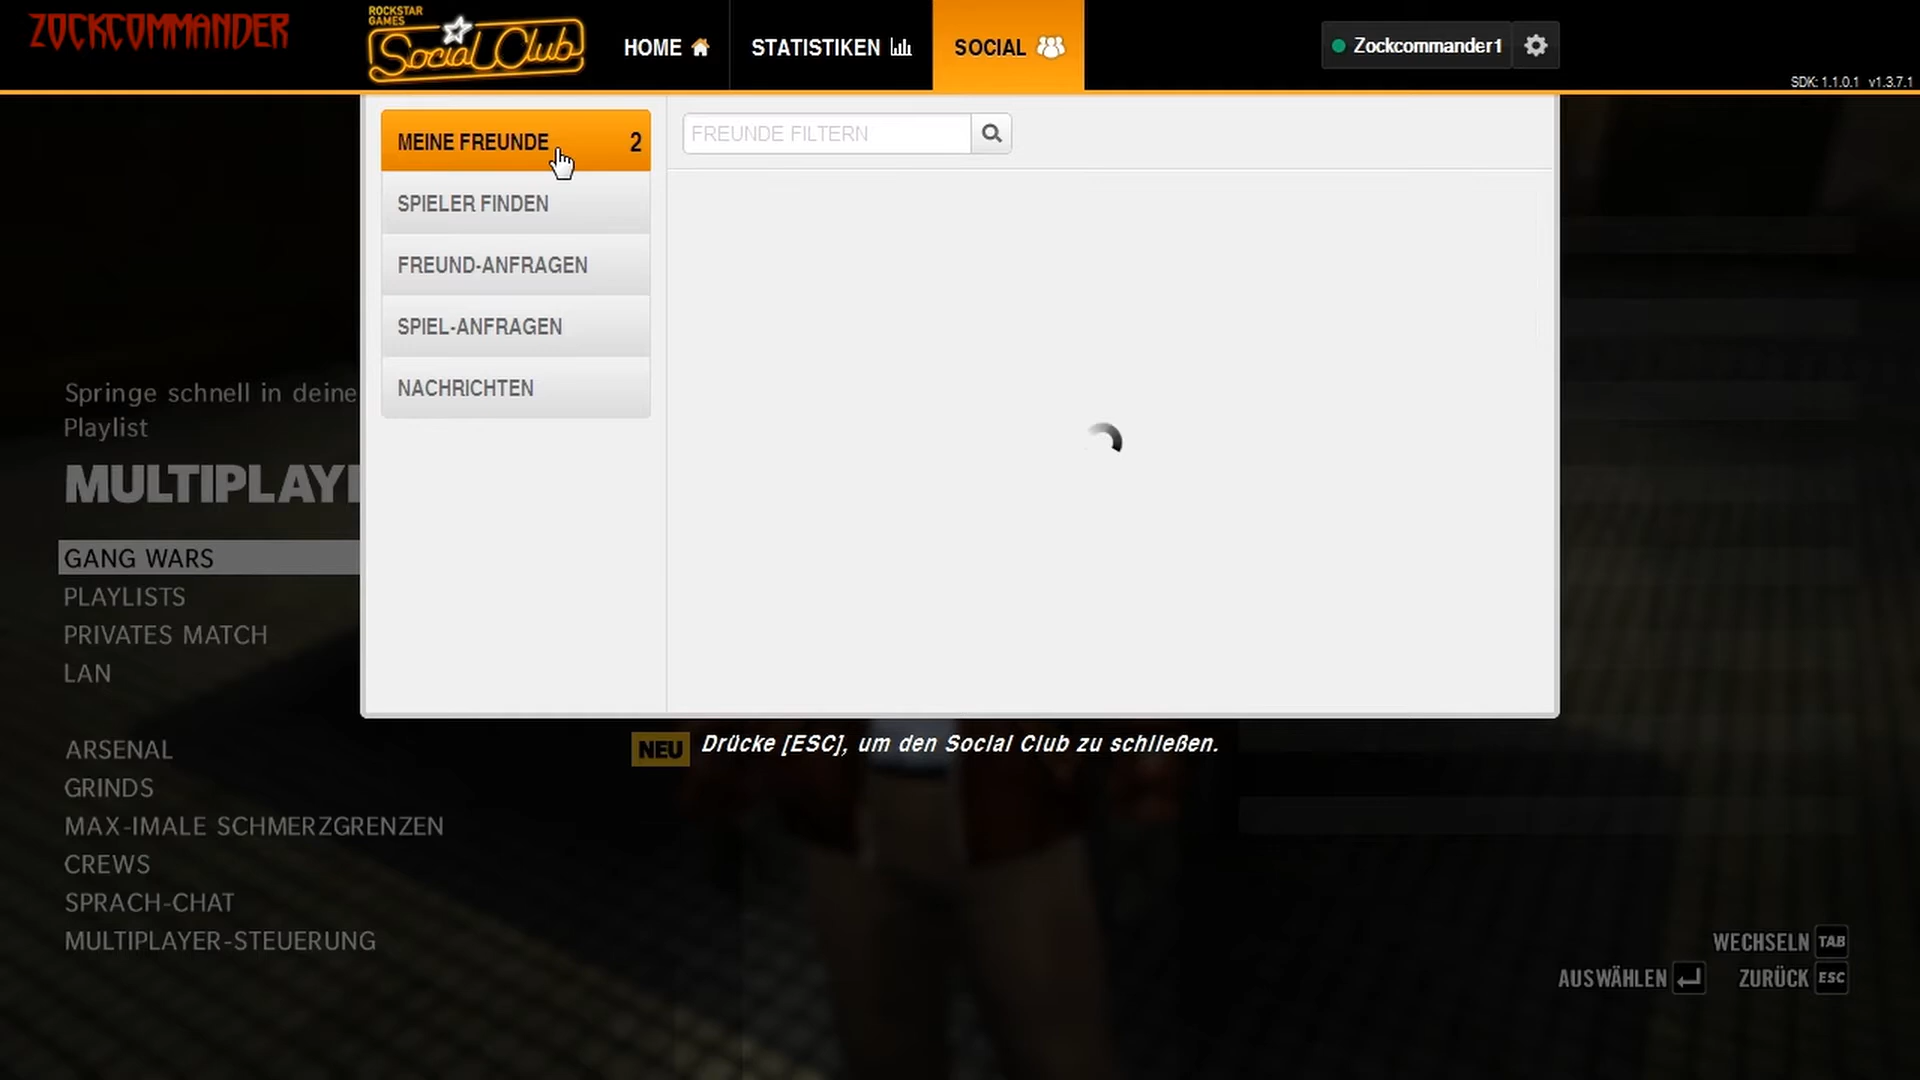 ZOCKCOMMANDER
ROCKSTAR
GAMES
Social Club
HOME
STATISTIKEN
SOCIAL
Zockcommander1
SDK: 1.1.0.1 v1.3.7.1
MEINE FREUNDE 2
FREUNDE FILTERN
SPIELER FINDEN
FREUND-ANFRAGEN
SPIEL-ANFRAGEN
NACHRICHTEN
Springe schnell in deine
Playlist
MULTIPLAYE
GANG WARS
PLAYLISTS
PRIVATES MATCH
LAN
NEU Drücke [ESC], um den Social Club zu schließen.
ARSENAL
GRINDS
MAX-IMALE SCHMERZGRENZEN
CREWS
SPRACH-CHAT
MULTIPLAYER-STEUERUNG
WECHSELN TAB
AUSWÄHLEN ZURÜCK ESC